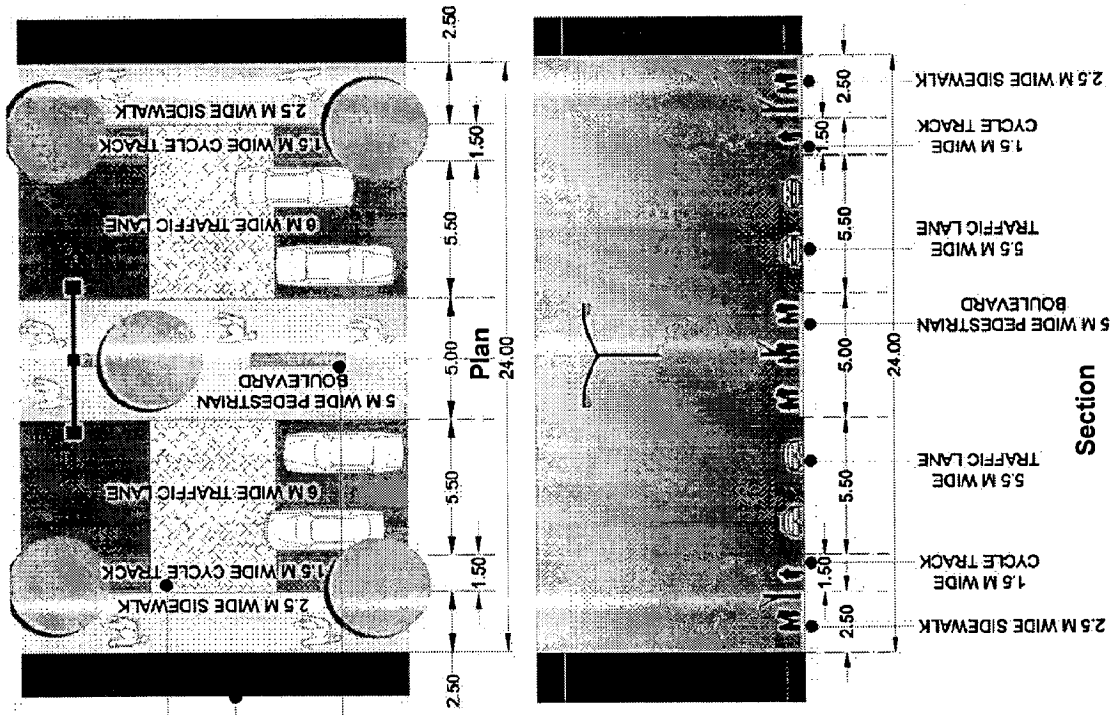 2.5 M WIDE SIDEWALK
1.5 M WIDE CYCLE TRACK
6 M WIDE TRAFFIC LANE
5 M WIDE PEDESTRIAN
BOULEVARD
6 M WIDE TRAFFIC LANE
1.5 M WIDE CYCLE TRACK
2.5 M WIDE SIDEWALK
2.50
1.50
5.50
5.00
5.50
1.50
2.50
24.00
Plan
2.50
1.50
5.50
5.00
5.50
1.50
2.50
24.00
2.5 M WIDE SIDEWALK
1.5 M WIDE
CYCLE TRACK
5.5 M WIDE
TRAFFIC LANE
5 M WIDE PEDESTRIAN
BOULEVARD
5.5 M WIDE
TRAFFIC LANE
1.5 M WIDE
CYCLE TRACK
2.5 M WIDE SIDEWALK
Section